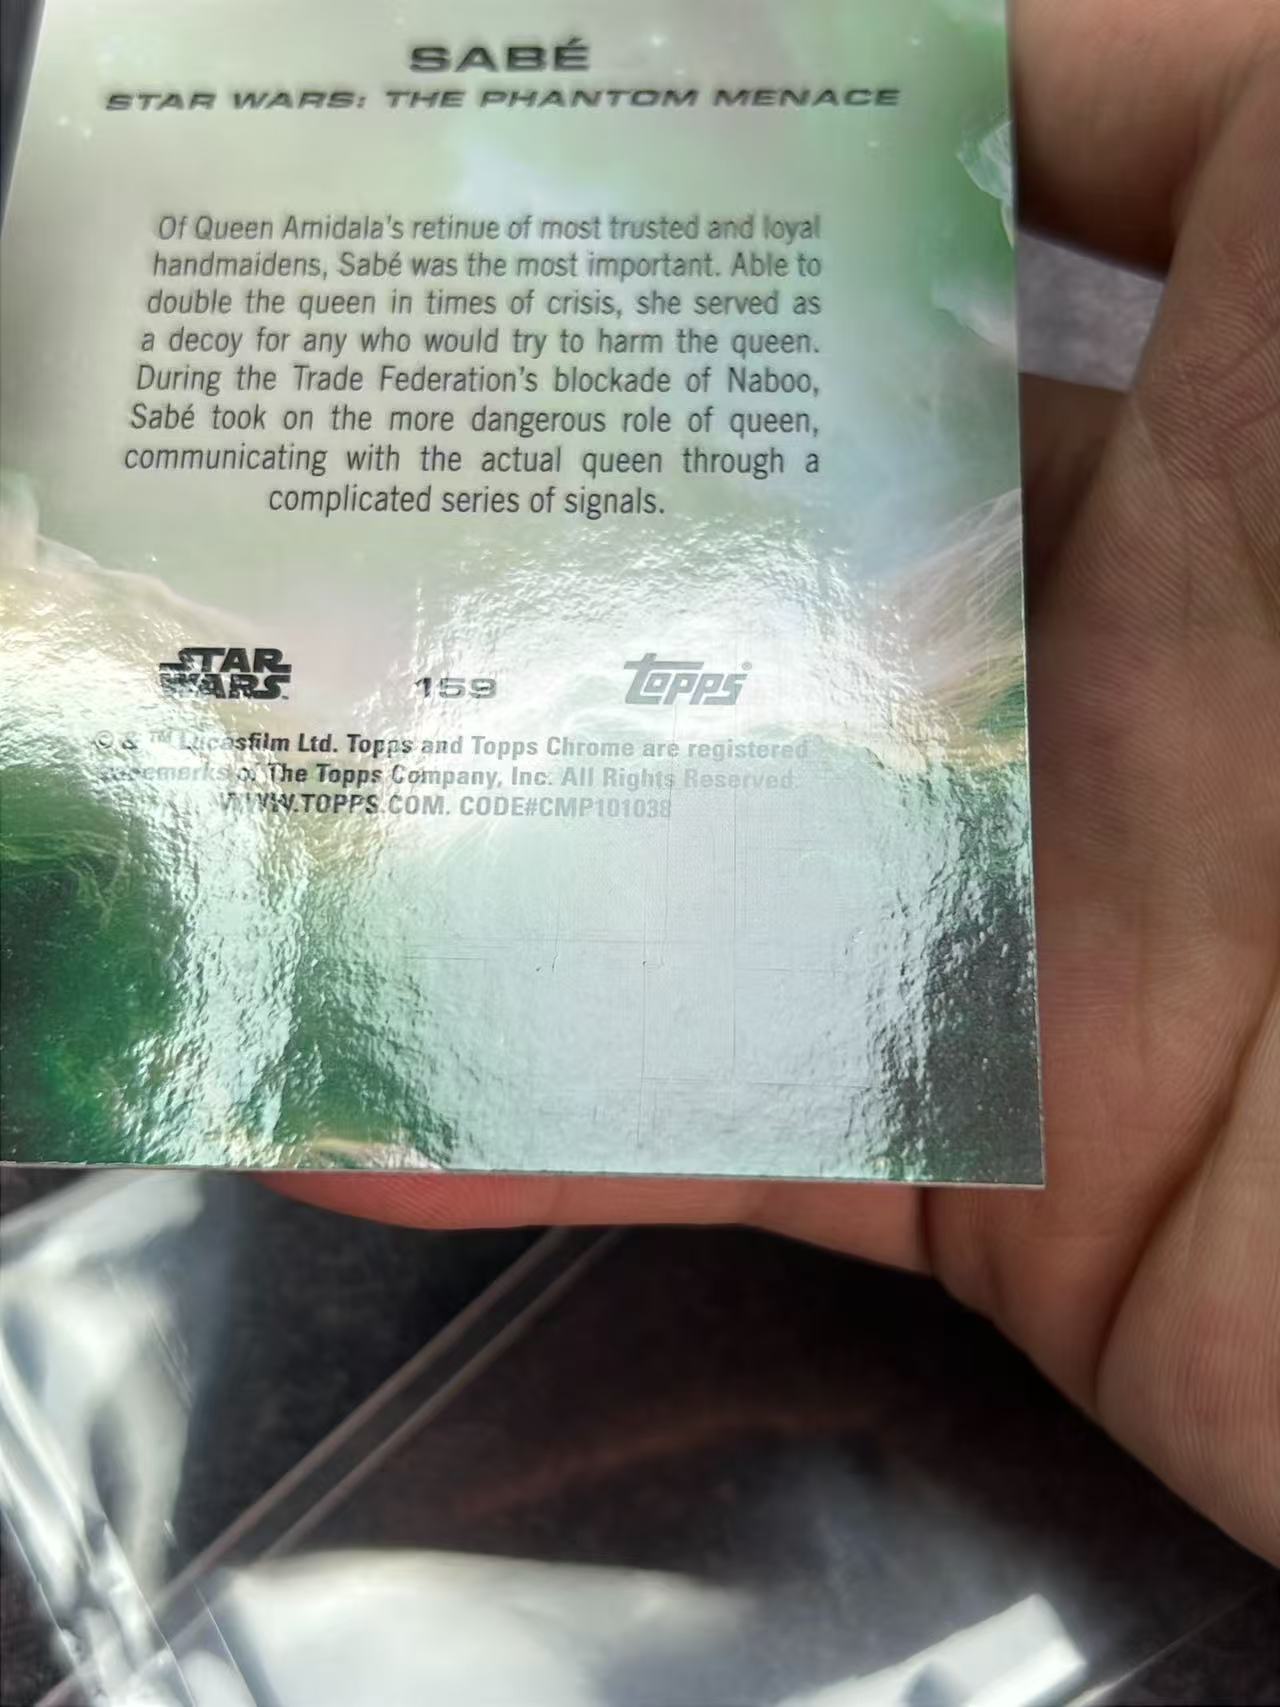 SABÉ
STAR WARS: THE PHANTOM MENACE
Of Queen Amidala's retinue of most trusted and loyal
handmaidens, Sabé was the most important. Able to
double the queen in times of crisis, she served as
a decoy for any who would try to harm the queen.
During the Trade Federation's blockade of Naboo,
Sabé took on the more dangerous role of queen,
communicating with the actual queen through a
complicated series of signals.
STAR WARS 159 topps®
© & ™ Lucasfilm Ltd. Topps and Topps Chrome are registered
trademarks of The Topps Company, Inc. All Rights Reserved.
WWW.TOPPS.COM. CODE#CMP101038